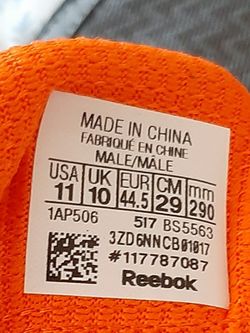 MADE IN CHINA
FABRIQUÉ EN CHINE
MALE/MÂLE
USA UK EUR CM mm
11 10 44.5 29 290
1AP506 517 BS5563
3ZD6NNCB01017
#117787087
Reebok